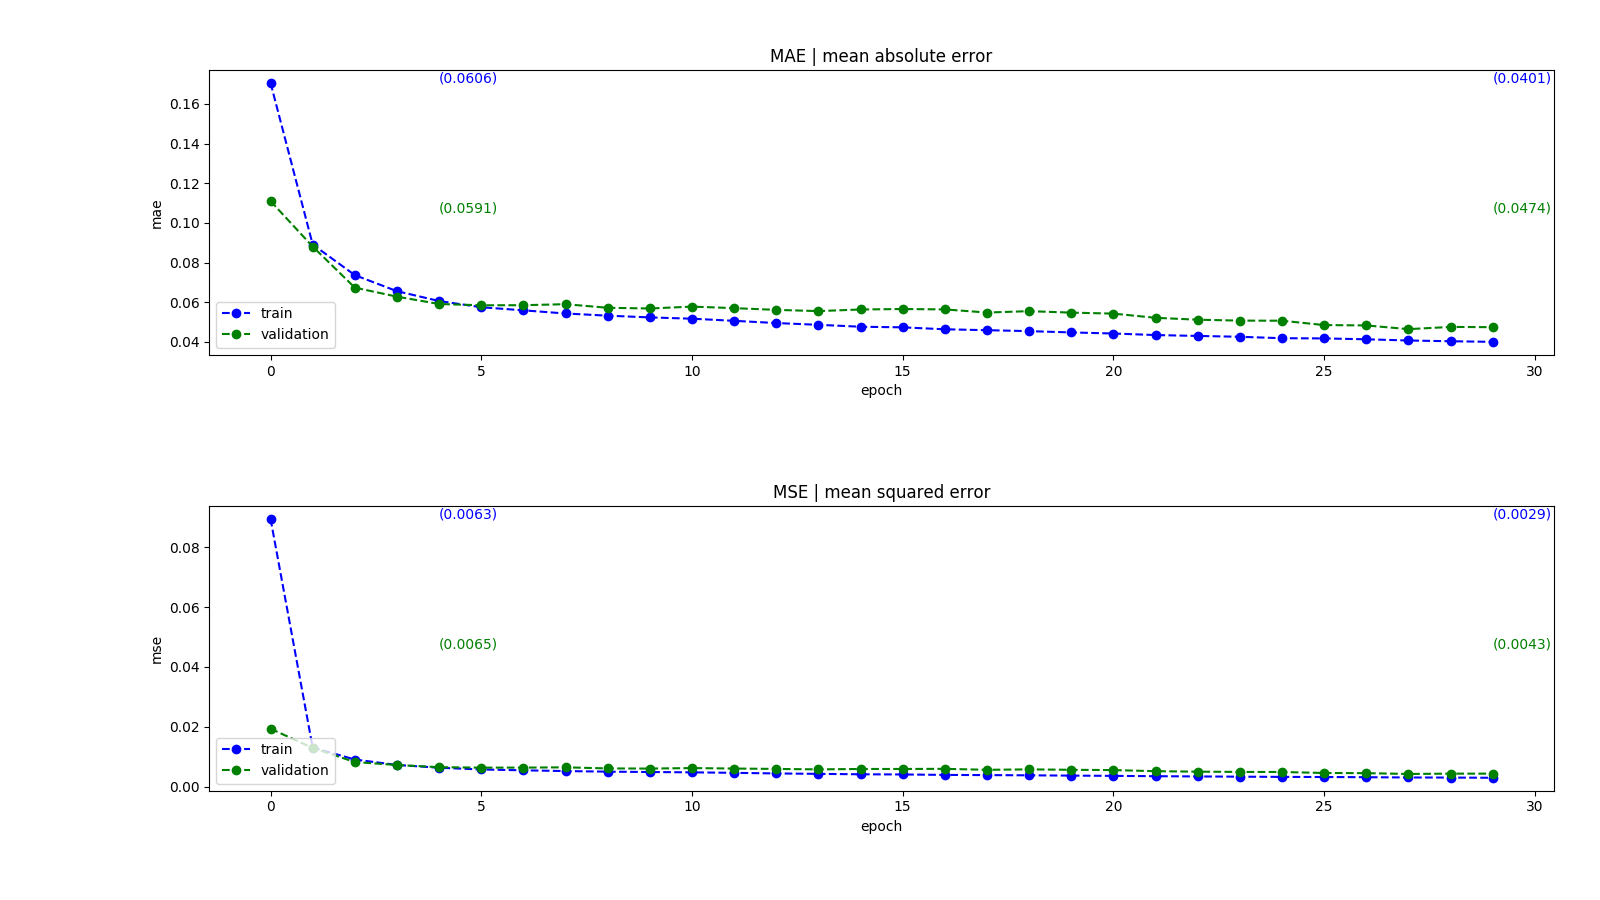 MAE | mean absolute error
(0.0606)
(0.0401)
0.16
0.14
0.12
(0.0591)
(0.0474)
0.10
mae
0.08
0.06
0.04
train
validation
0 5 10 15 20 25 30
epoch
MSE | mean squared error
(0.0063)
(0.0029)
0.08
0.06
(0.0065)
(0.0043)
mse
0.04
0.02
0.00
train
validation
0 5 10 15 20 25 30
epoch